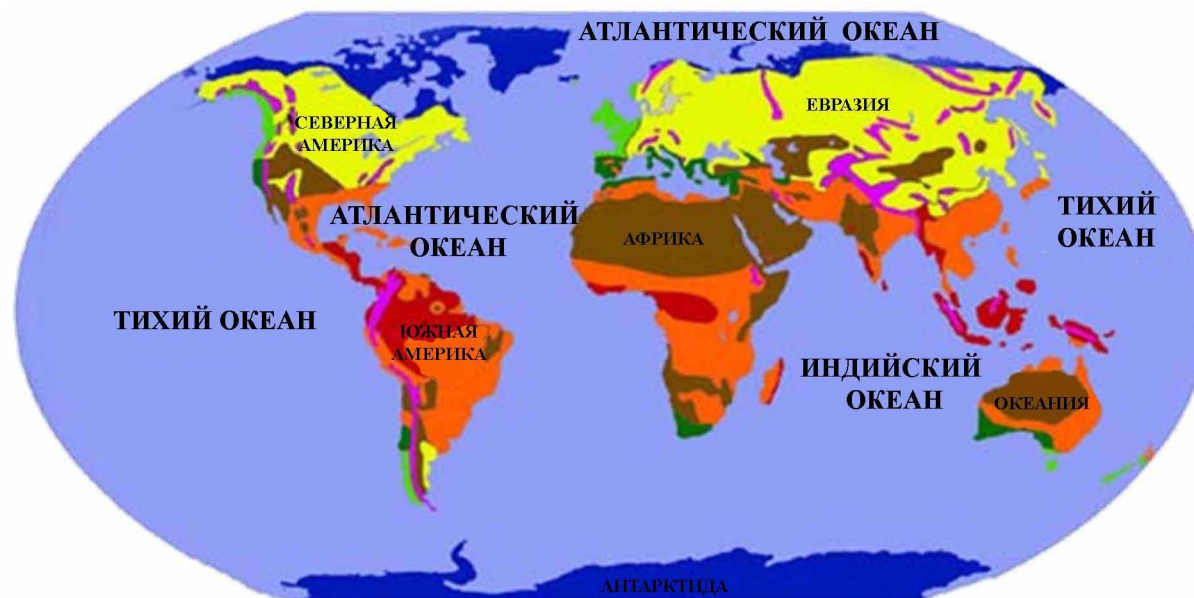 АТЛАНТИЧЕСКИЙ ОКЕАН
ЕВРАЗИЯ
СЕВЕРНАЯ
АМЕРИКА
АТЛАНТИЧЕСКИЙ
ОКЕАН
АФРИКА
ТИХИЙ
ОКЕАН
ТИХИЙ ОКЕАН
ЮЖНАЯ
АМЕРИКА
ИНДИЙСКИЙ
ОКЕАН
ОКЕАНИЯ
АНТАРКТИДА